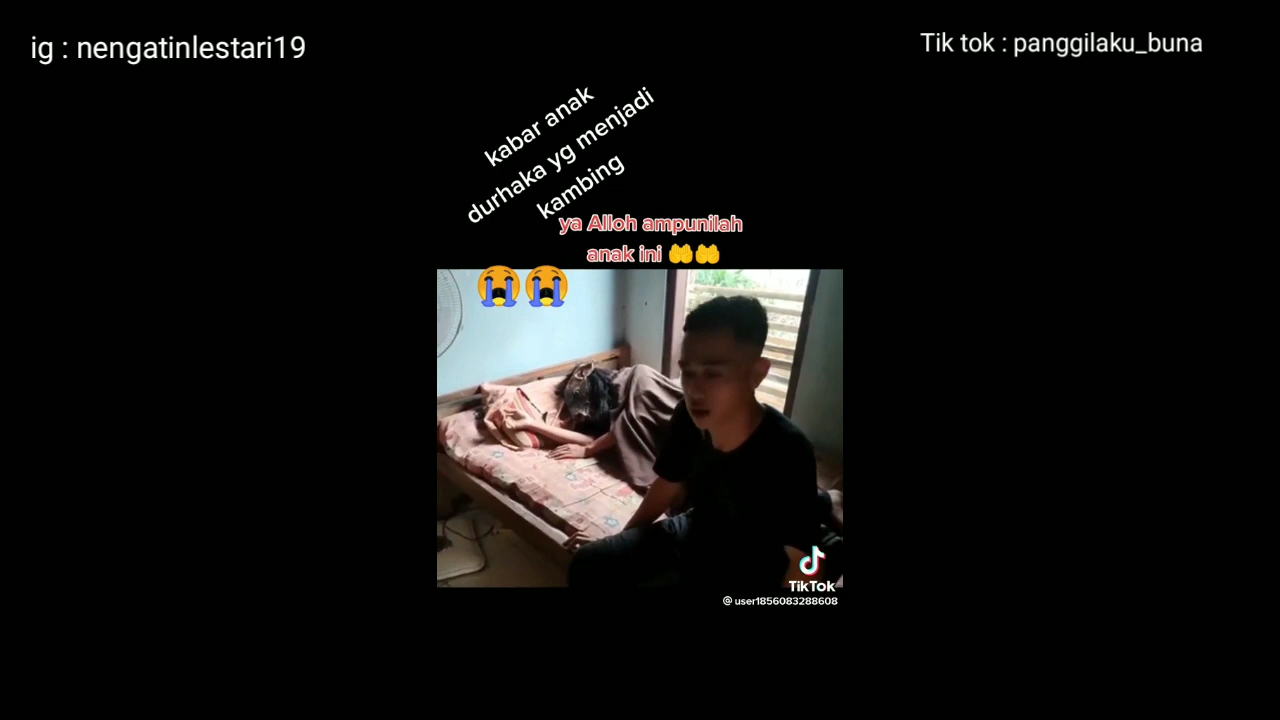 ig : nengatinlestari19
Tik tok : panggilaku_buna
kabar anak
durhaka yg menjadi
kambing
ya Alloh ampunilah
anak ini 🤲🤲
😭😭
TikTok
@ user1856083288608